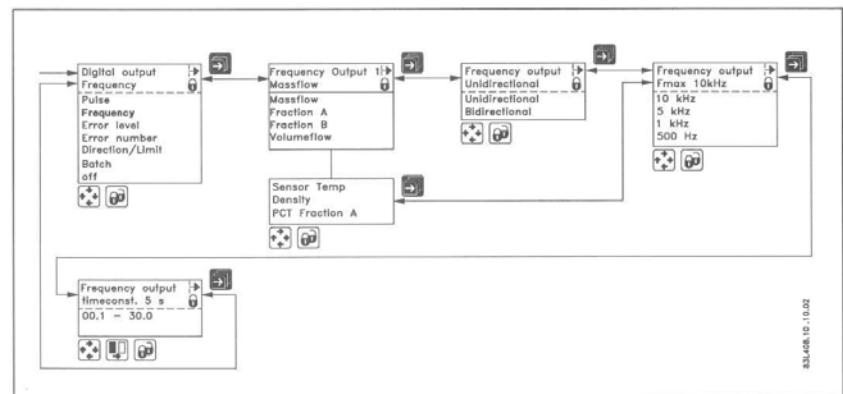 Digital output
Frequency
Pulse
Frequency
Error level
Error number
Direction/Limit
Batch
off
Frequency Output 1
Massflow
Massflow
Fraction A
Fraction B
Volumeflow
Sensor Temp
Density
PCT Fraction A
Frequency output
Unidirectional
Unidirectional
Bidirectional
Frequency output
Fmax 10kHz
10 kHz
5 kHz
1 kHz
500 Hz
Frequency output
timeconst. 5 s
00.1 – 30.0
83L408.10.10.02